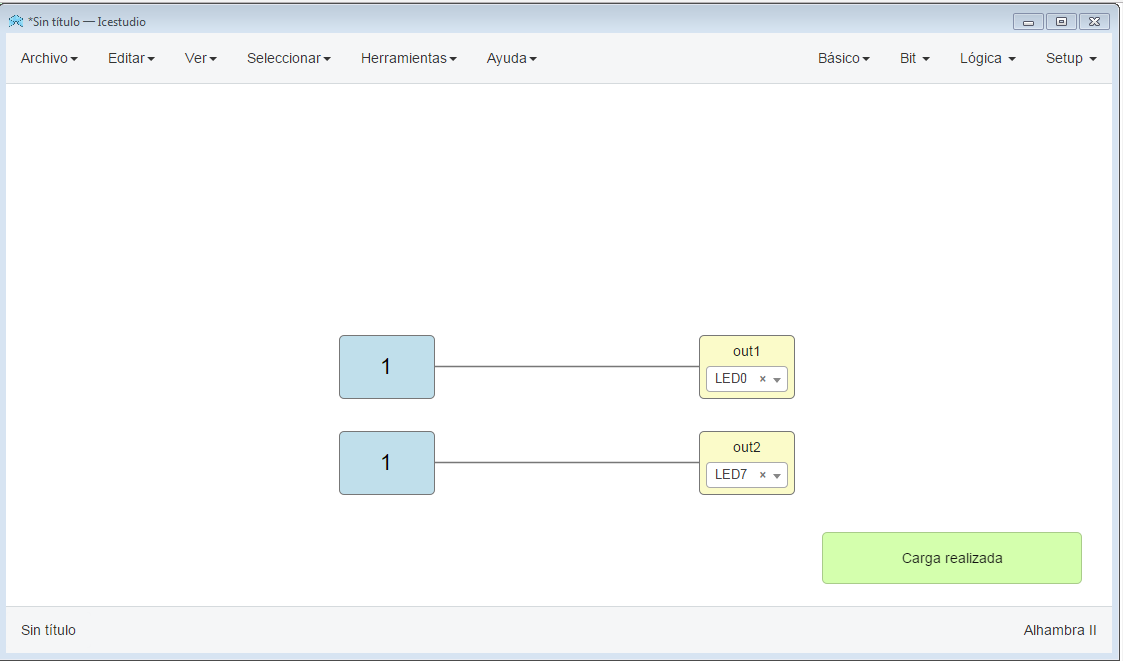 *Sin título — Icestudio
Archivo Editar Ver Seleccionar Herramientas Ayuda Básico Bit Lógica Setup
1
out1
LED0 ×
1
out2
LED7 ×
Carga realizada
Sin título
Alhambra II